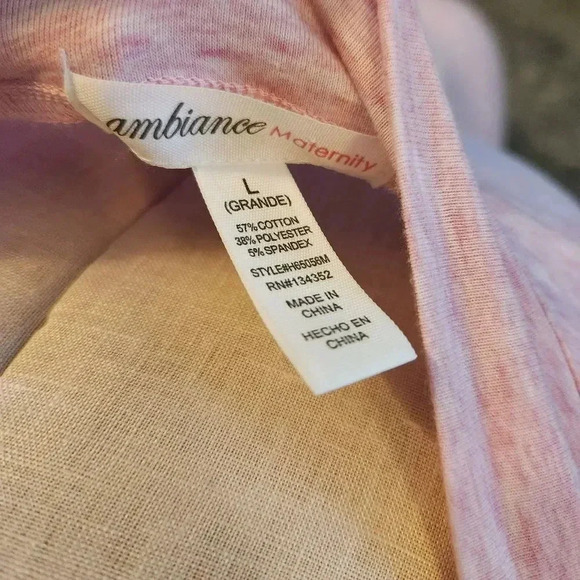 ambiance Maternity
L
(GRANDE)
57% COTTON
38% POLYESTER
5% SPANDEX
STYLE#H65056M
RN#134352
MADE IN
CHINA
HECHO EN
CHINA